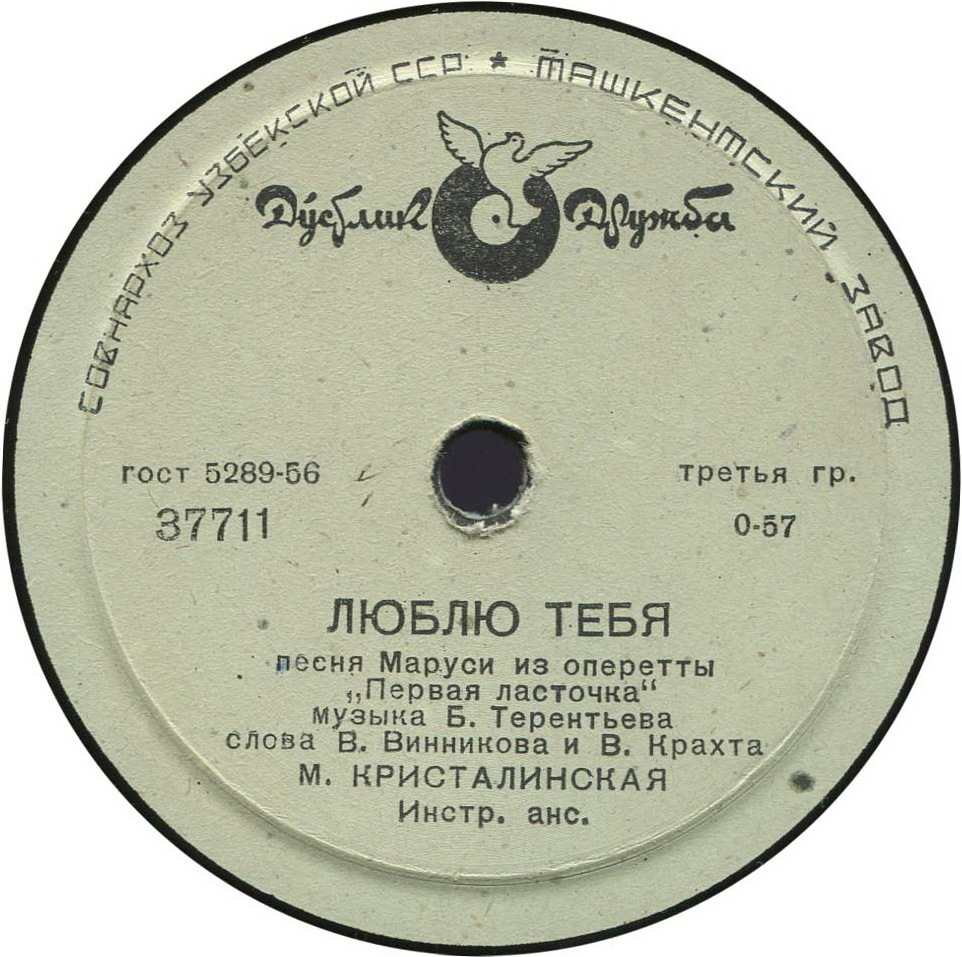 СОВНАРХОЗ УЗБЕКСКОЙ ССР ★ ТАШКЕНТСКИЙ ЗАВОД
Дўстлик Дружба
гост 5289-56
третья гр.
37711
0-57
ЛЮБЛЮ ТЕБЯ
песня Маруси из оперетты
„Первая ласточка“
музыка Б. Терентьева
слова В. Винникова и В. Крахта
М. КРИСТАЛИНСКАЯ
Инстр. анс.